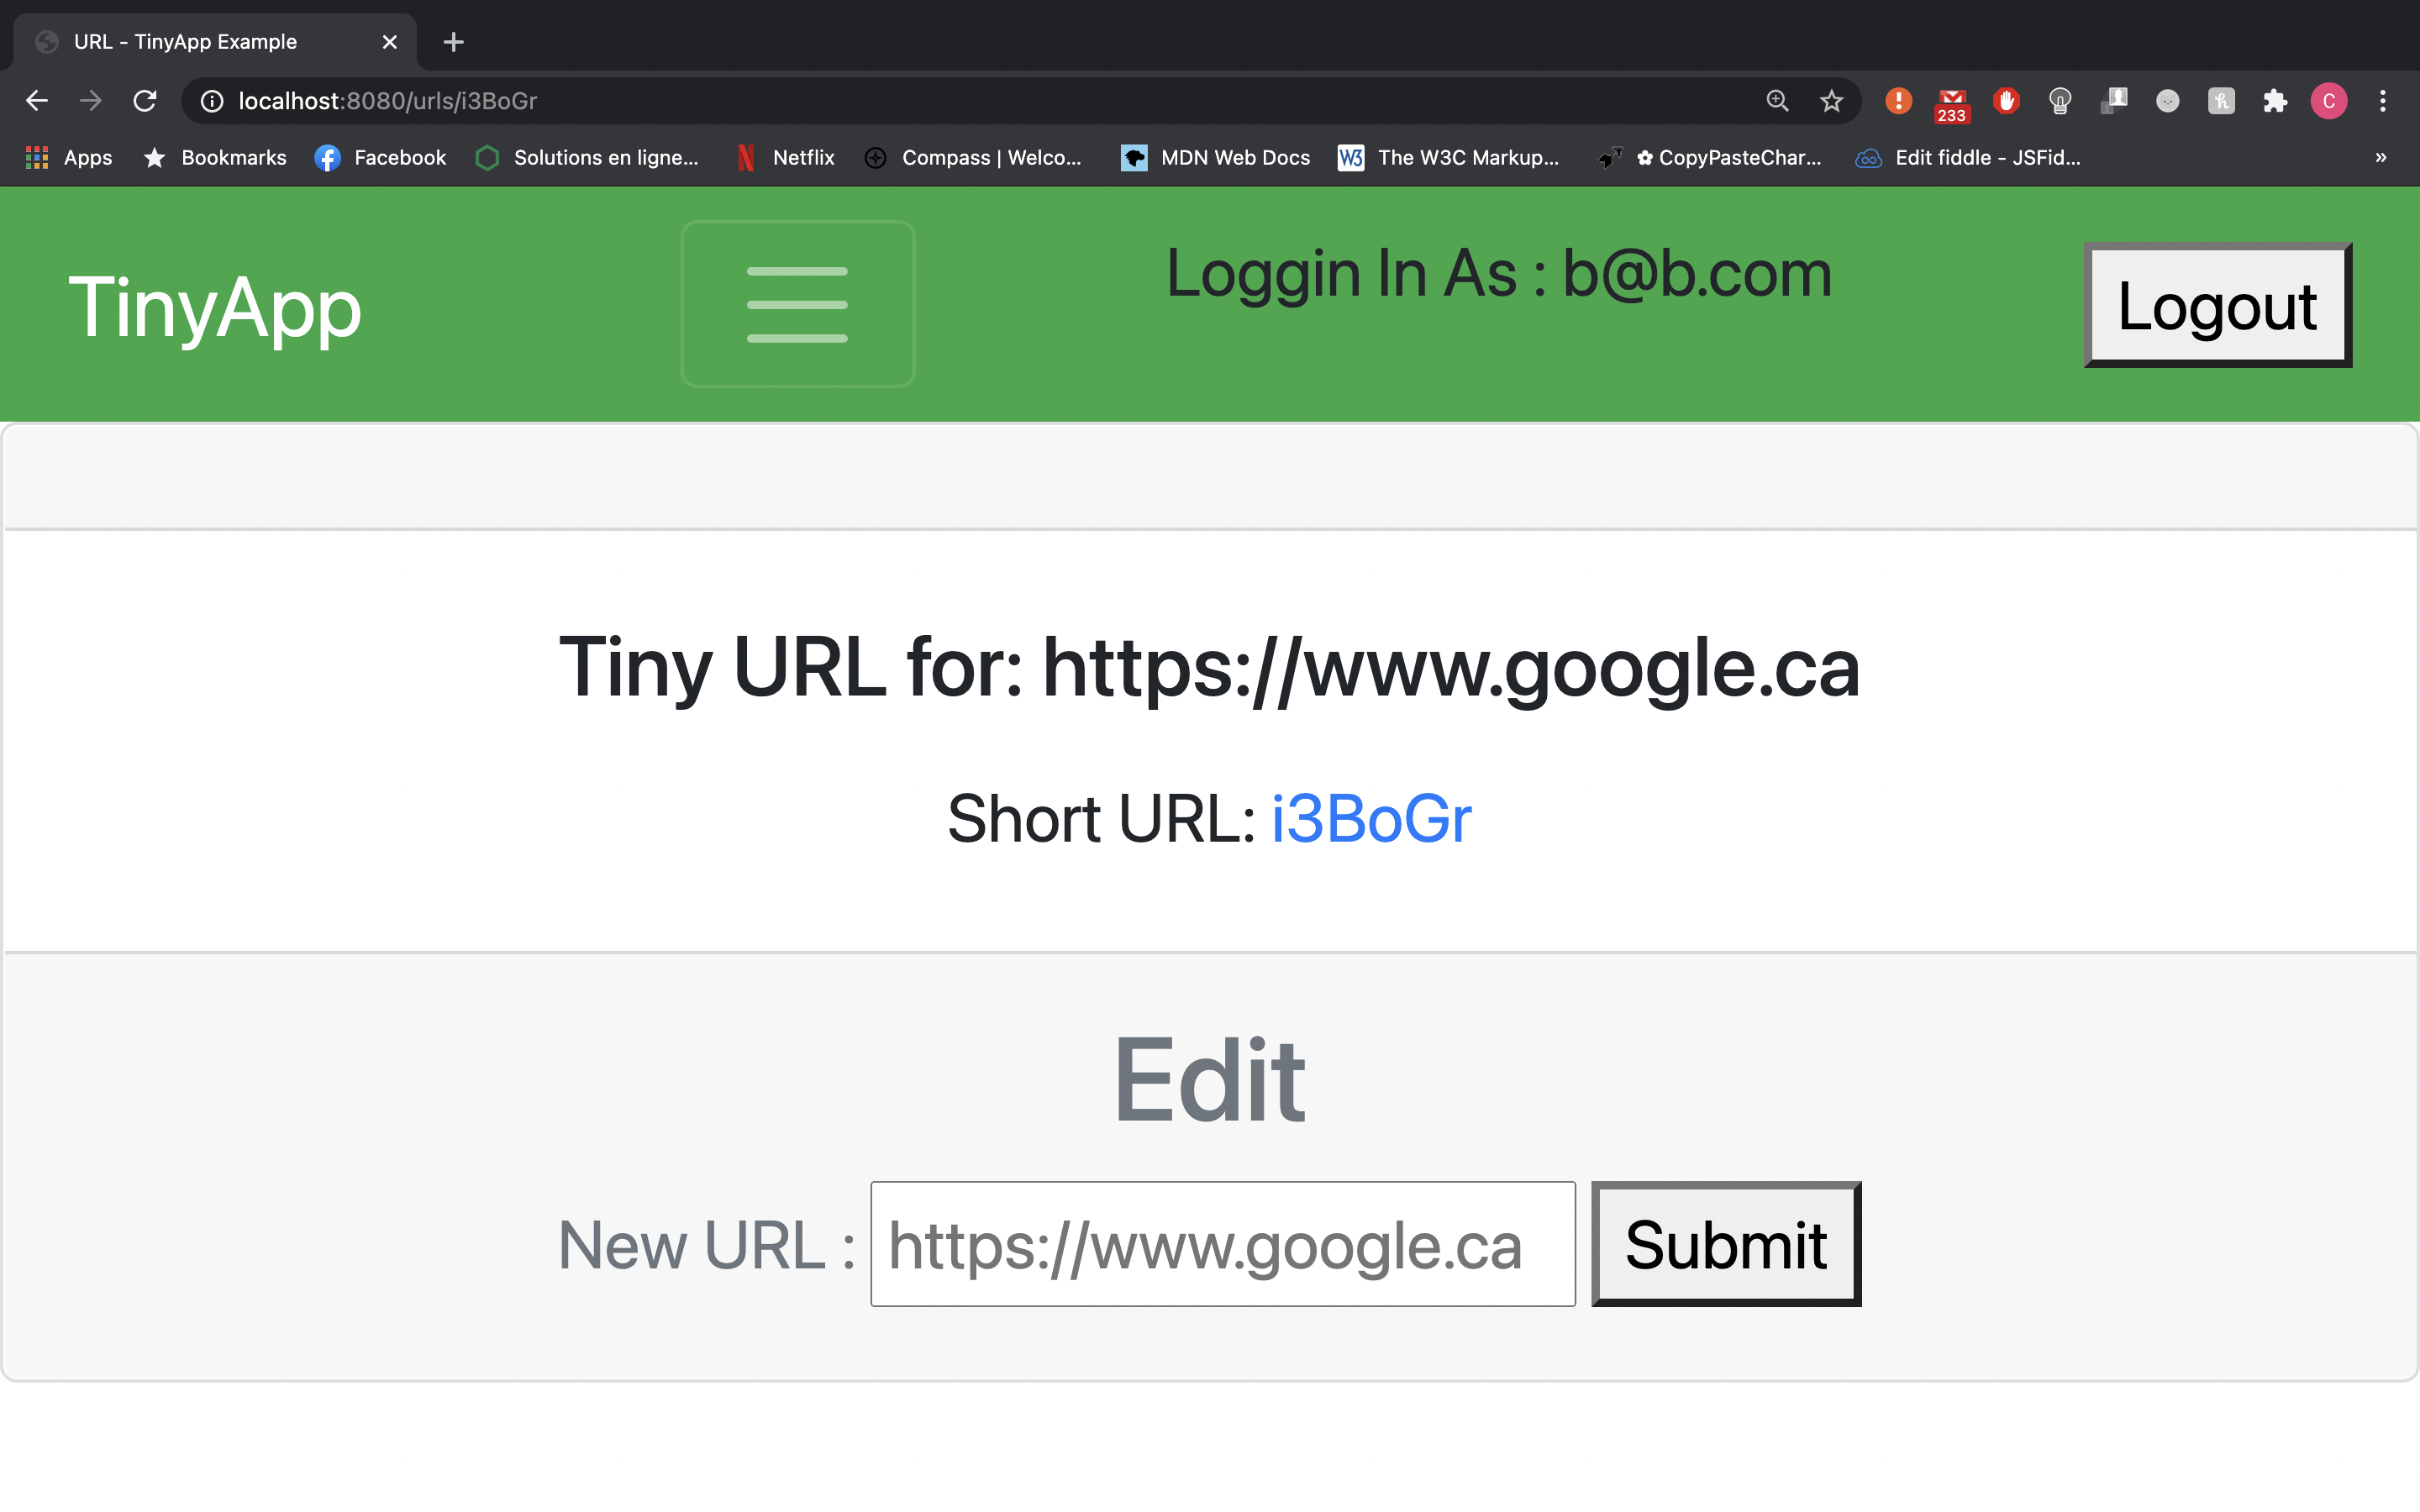 URL - TinyApp Example
localhost:8080/urls/i3BoGr
233
C
Apps Bookmarks Facebook Solutions en ligne... Netflix Compass | Welco... MDN Web Docs W3 The W3C Markup... ✿ CopyPasteChar... Edit fiddle - JSFid... »
TinyApp
Loggin In As : b@b.com
Logout
Tiny URL for: https://www.google.ca
Short URL: i3BoGr
Edit
New URL : https://www.google.ca Submit